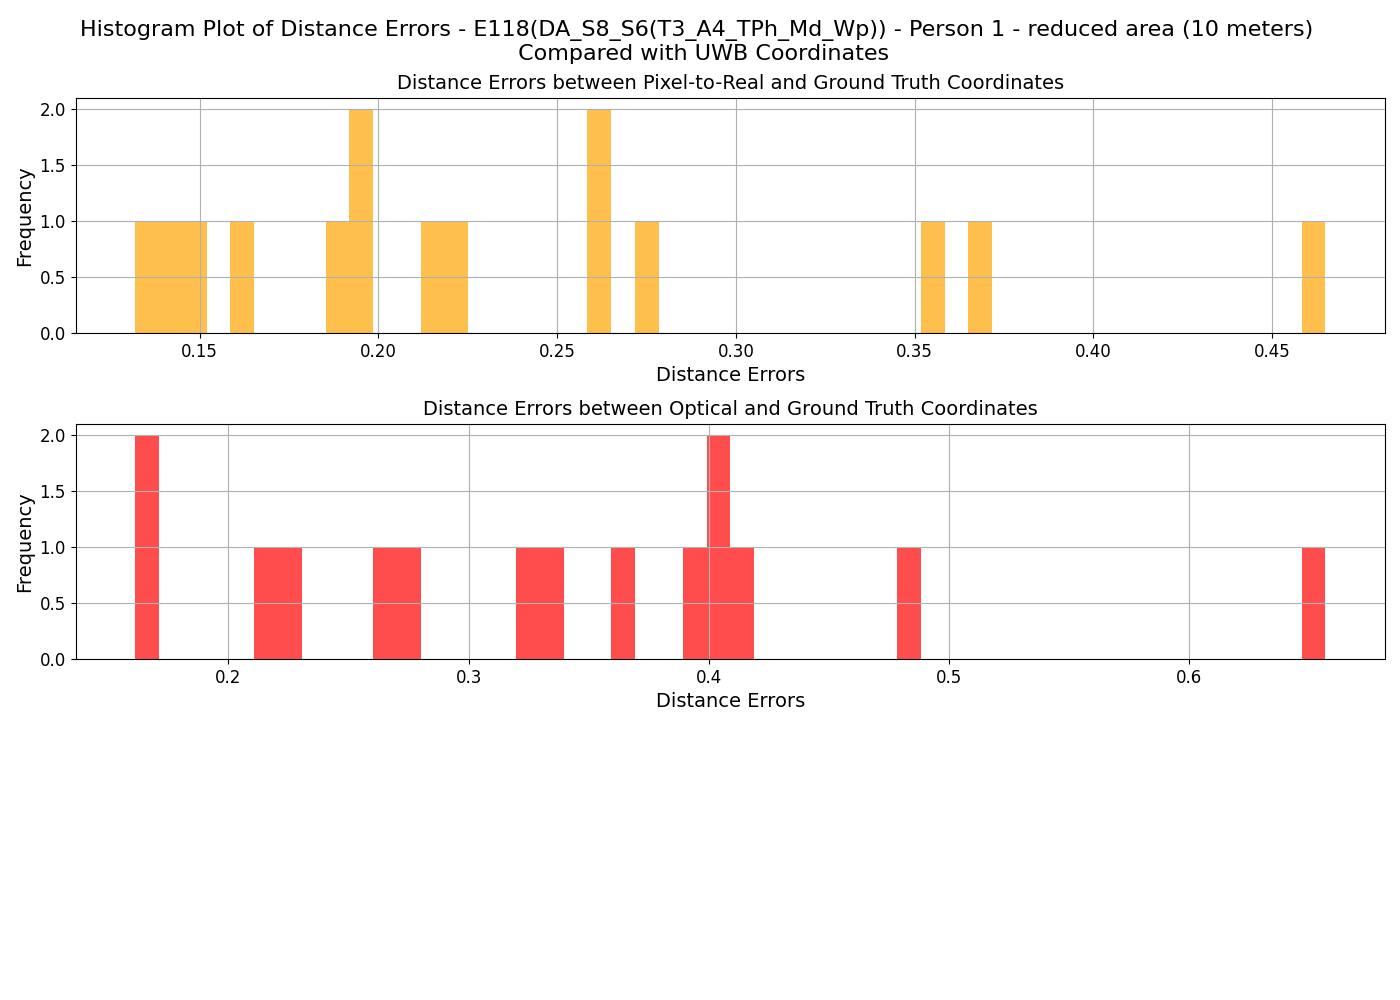 Histogram Plot of Distance Errors - E118(DA_S8_S6(T3_A4_TPh_Md_Wp)) - Person 1 - reduced area (10 meters)
Compared with UWB Coordinates
Distance Errors between Pixel-to-Real and Ground Truth Coordinates
Frequency
2.0
1.5
1.0
0.5
0.0
0.15 0.20 0.25 0.30 0.35 0.40 0.45
Distance Errors
Distance Errors between Optical and Ground Truth Coordinates
Frequency
2.0
1.5
1.0
0.5
0.0
0.2 0.3 0.4 0.5 0.6
Distance Errors